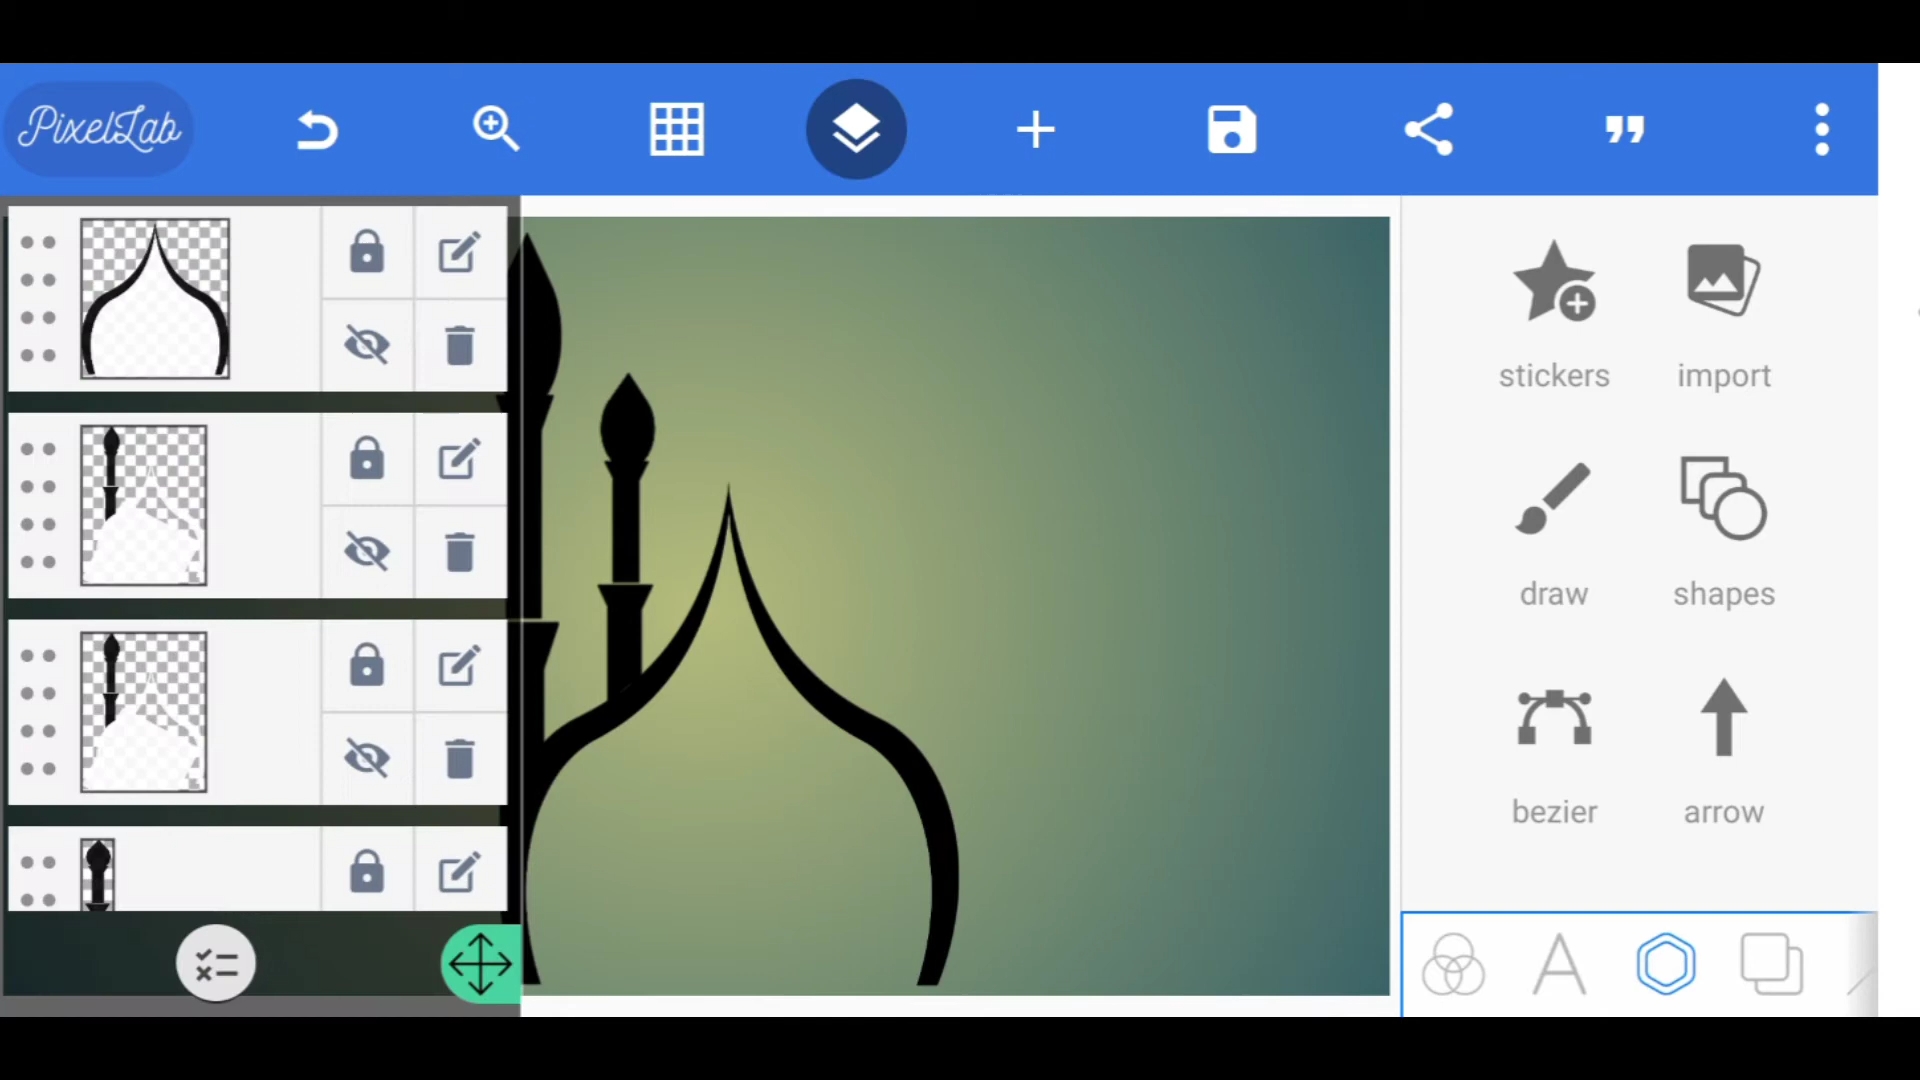 PixelLab
stickers
import
draw
shapes
bezier
arrow